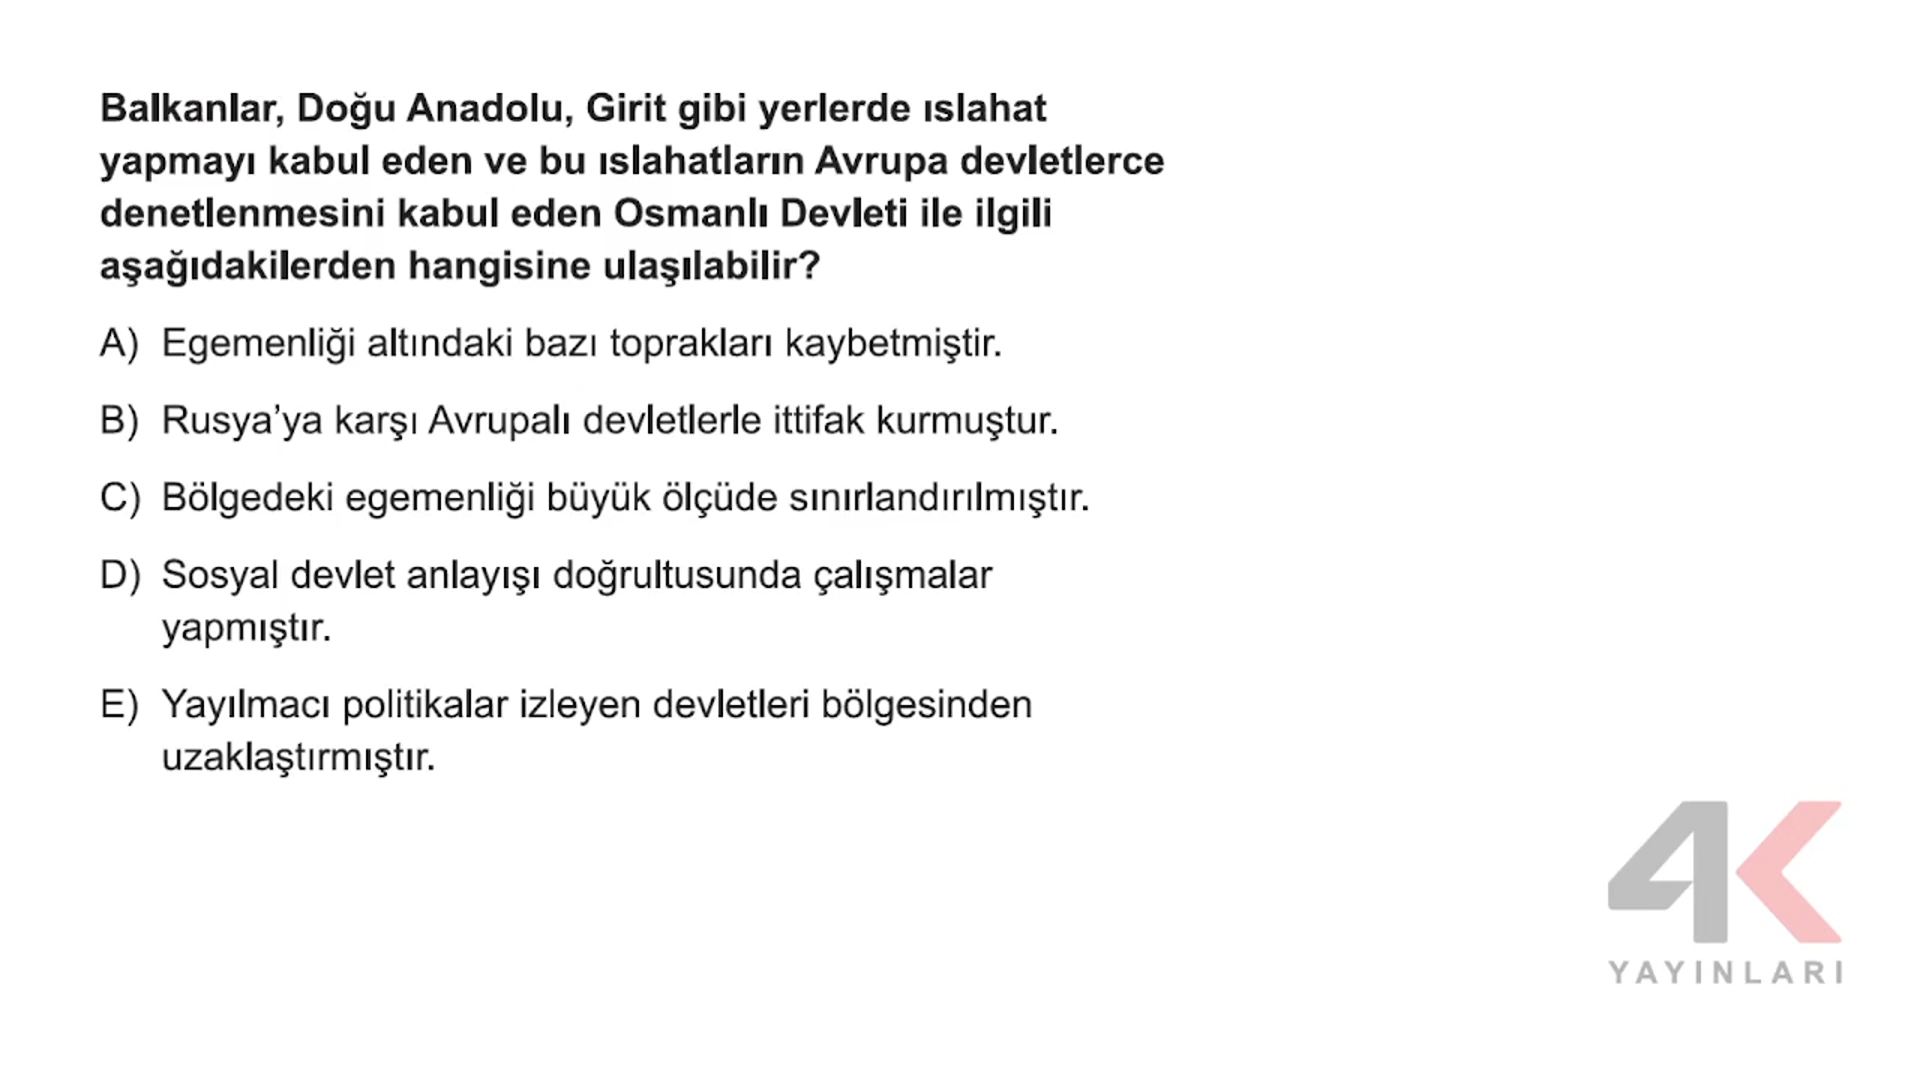 Balkanlar, Doğu Anadolu, Girit gibi yerlerde ıslahat
yapmayı kabul eden ve bu ıslahatların Avrupa devletlerce
denetlenmesini kabul eden Osmanlı Devleti ile ilgili
aşağıdakilerden hangisine ulaşılabilir?
A) Egemenliği altındaki bazı toprakları kaybetmiştir.
B) Rusya’ya karşı Avrupalı devletlerle ittifak kurmuştur.
C) Bölgedeki egemenliği büyük ölçüde sınırlandırılmıştır.
D) Sosyal devlet anlayışı doğrultusunda çalışmalar
yapmıştır.
E) Yayılmacı politikalar izleyen devletleri bölgesinden
uzaklaştırmıştır.
4K
YAYINLARI